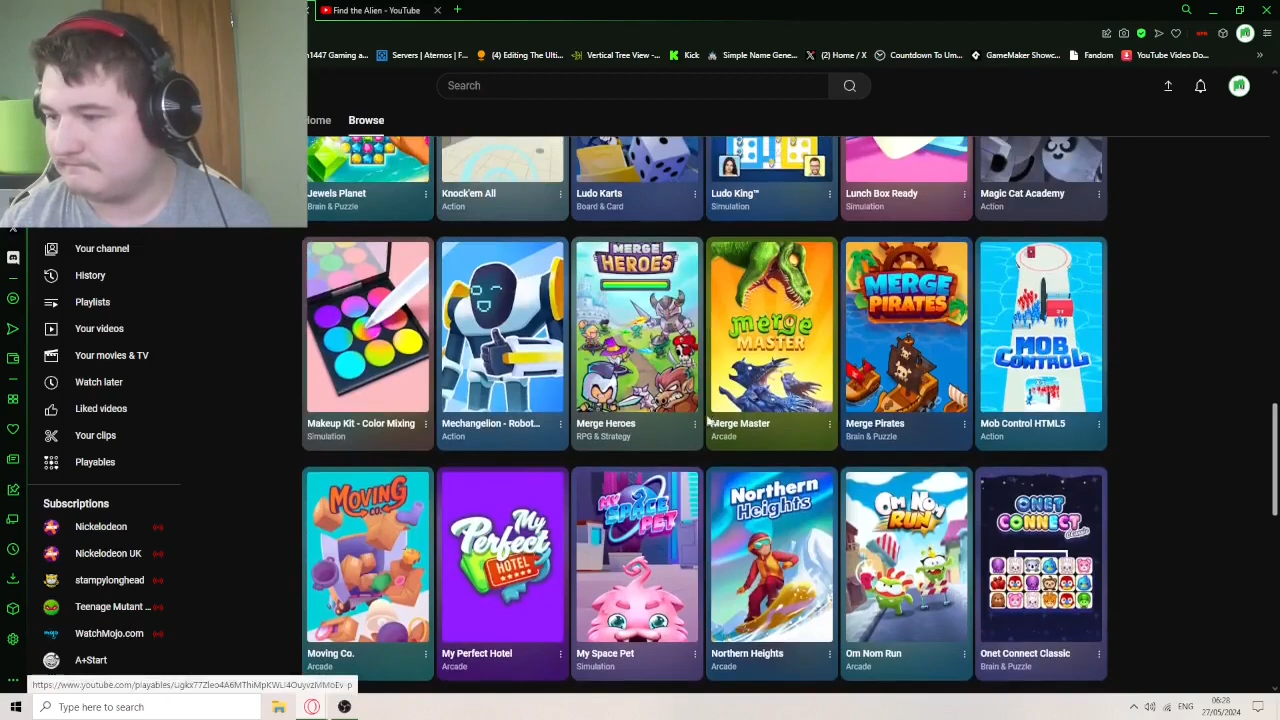 Find the Alien - YouTube
1447 Gaming a...
Servers | Aternos | F...
(4) Editing the Ulti...
Vertical Tree View -...
Kick
Simple Name Gene...
(2) Home / X
Countdown To Um...
GameMaker Showc...
Fandom
YouTube Video Do...
Search
Home
Browse
Jewels Planet
Brain & Puzzle
Knock'em All
Action
Ludo Karts
Board & Card
Ludo King™
Simulation
Lunch Box Ready
Simulation
Magic Cat Academy
Action
Your channel
History
Playlists
Your videos
Your movies & TV
Watch later
Liked videos
Your clips
Playables
Subscriptions
Nickelodeon
Nickelodeon UK
stampylonghead
Teenage Mutant ...
WatchMojo.com
A+Start
Makeup Kit - Color Mixing
Simulation
Mechangelion - Robot...
Action
MERGE
HEROES
Merge Heroes
RPG & Strategy
merge
MASTER
Merge Master
Arcade
MERGE
PIRATES
Merge Pirates
Brain & Puzzle
21
MOB
CONTROL
Mob Control HTML5
Action
MOVING
CO.
Moving Co.
Arcade
My
Perfect
HOTEL
My Perfect Hotel
Arcade
MY
SPACE
PET
My Space Pet
Simulation
Northern
Heights
Northern Heights
Arcade
OM NOM
RUN
Om Nom Run
Arcade
ONET
CONNECT
classic
Onet Connect Classic
Brain & Puzzle
Type here to search
ENG
06:28
27/05/2024